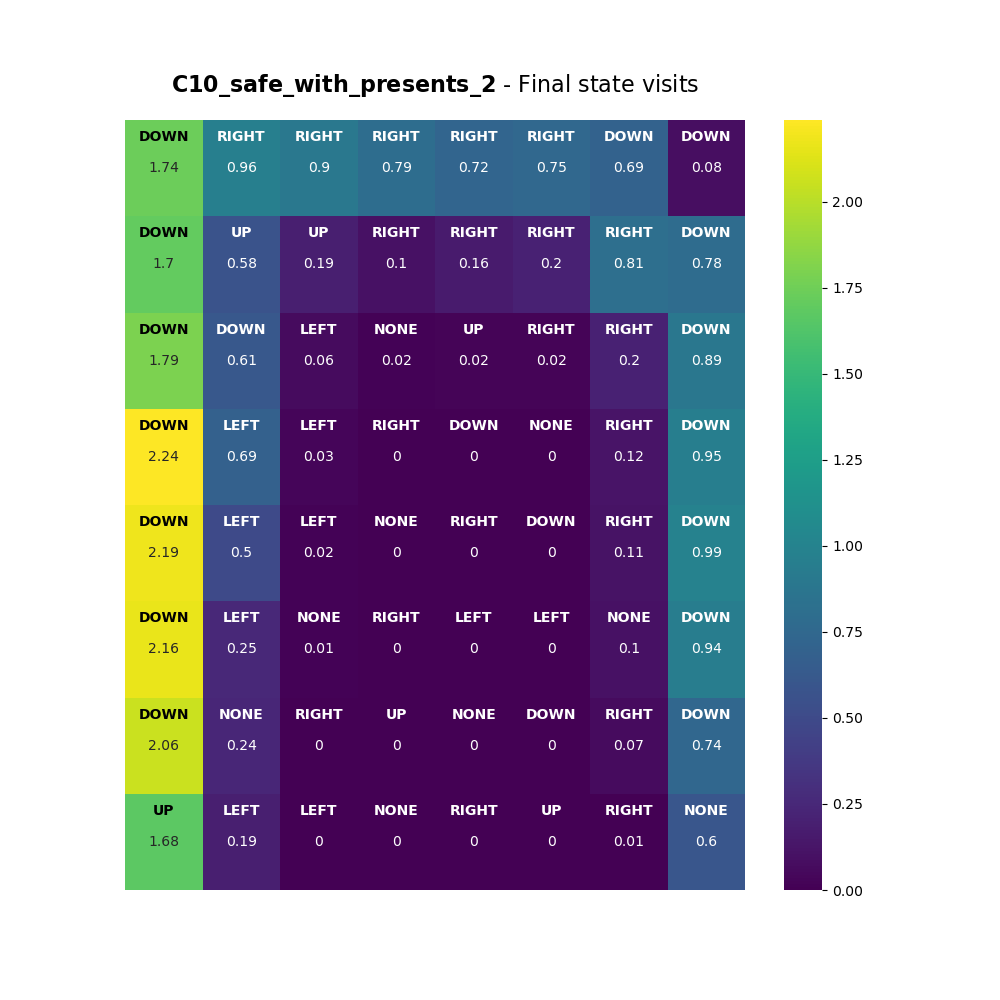 C10_safe_with_presents_2 - Final state visits
DOWN RIGHT RIGHT RIGHT RIGHT RIGHT DOWN DOWN
1.74 0.96 0.9 0.79 0.72 0.75 0.69 0.08
DOWN UP UP RIGHT RIGHT RIGHT RIGHT DOWN
1.7 0.58 0.19 0.1 0.16 0.2 0.81 0.78
DOWN DOWN LEFT NONE UP RIGHT RIGHT DOWN
1.79 0.61 0.06 0.02 0.02 0.02 0.2 0.89
DOWN LEFT LEFT RIGHT DOWN NONE RIGHT DOWN
2.24 0.69 0.03 0 0 0 0.12 0.95
DOWN LEFT LEFT NONE RIGHT DOWN RIGHT DOWN
2.19 0.5 0.02 0 0 0 0.11 0.99
DOWN LEFT NONE RIGHT LEFT LEFT NONE DOWN
2.16 0.25 0.01 0 0 0 0.1 0.94
DOWN NONE RIGHT UP NONE DOWN RIGHT DOWN
2.06 0.24 0 0 0 0 0.07 0.74
UP LEFT LEFT NONE RIGHT UP RIGHT NONE
1.68 0.19 0 0 0 0 0.01 0.6
2.00
1.75
1.50
1.25
1.00
0.75
0.50
0.25
0.00